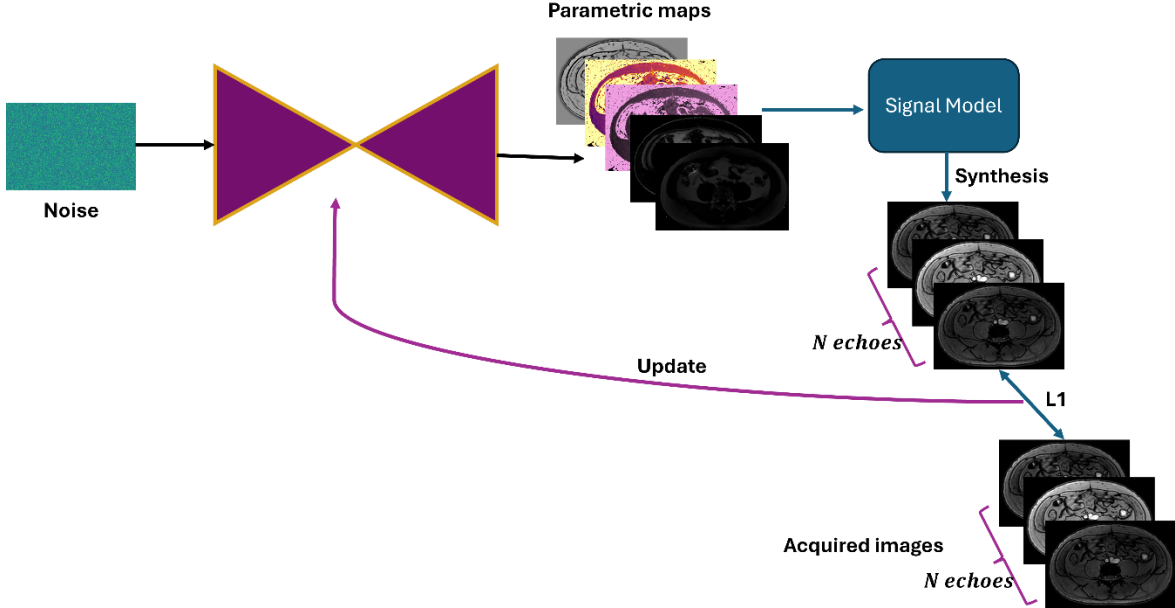 Parametric maps
Signal Model
Noise
Synthesis
N echoes
Update
L1
Acquired images
N echoes